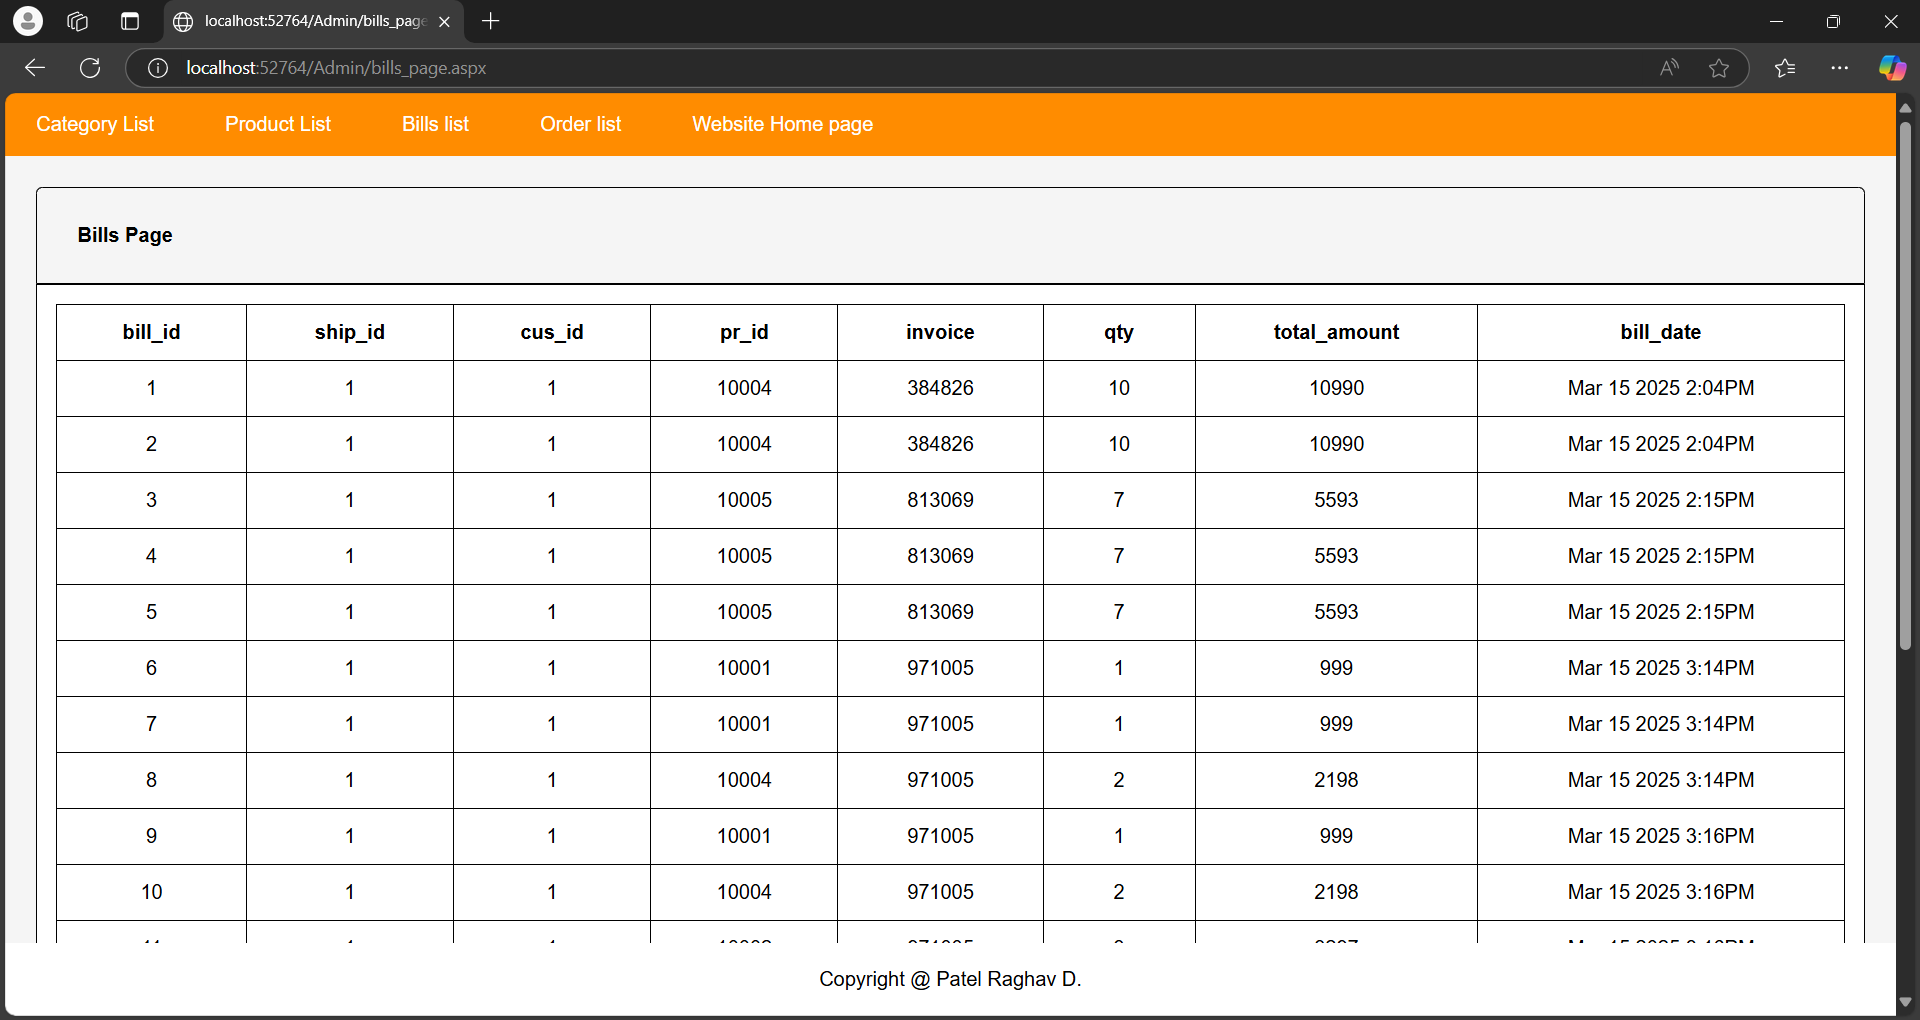 localhost:52764/Admin/bills_page
localhost:52764/Admin/bills_page.aspx
Category List Product List Bills list Order list Website Home page
Bills Page
bill_id ship_id cus_id pr_id invoice qty total_amount bill_date
1 1 1 10004 384826 10 10990 Mar 15 2025 2:04PM
2 1 1 10004 384826 10 10990 Mar 15 2025 2:04PM
3 1 1 10005 813069 7 5593 Mar 15 2025 2:15PM
4 1 1 10005 813069 7 5593 Mar 15 2025 2:15PM
5 1 1 10005 813069 7 5593 Mar 15 2025 2:15PM
6 1 1 10001 971005 1 999 Mar 15 2025 3:14PM
7 1 1 10001 971005 1 999 Mar 15 2025 3:14PM
8 1 1 10004 971005 2 2198 Mar 15 2025 3:14PM
9 1 1 10001 971005 1 999 Mar 15 2025 3:16PM
10 1 1 10004 971005 2 2198 Mar 15 2025 3:16PM
Copyright @ Patel Raghav D.